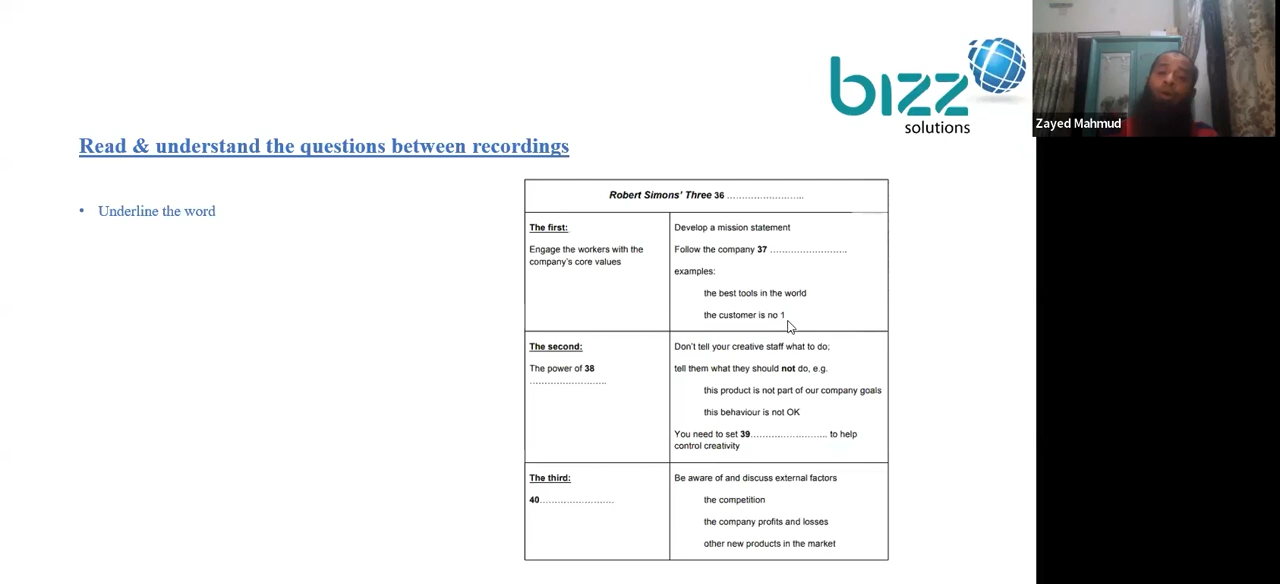 bizz
solutions
Zayed Mahmud
Read & understand the questions between recordings
• Underline the word
Robert Simons' Three 36 ...........................
The first:
Engage the workers with the
company's core values
Develop a mission statement
Follow the company 37 ...........................
examples:
the best tools in the world
the customer is no 1
The second:
The power of 38
...........................
Don't tell your creative staff what to do;
tell them what they should not do, e.g.
this product is not part of our company goals
this behaviour is not OK
You need to set 39........................... to help
control creativity
The third:
40...........................
Be aware of and discuss external factors
the competition
the company profits and losses
other new products in the market